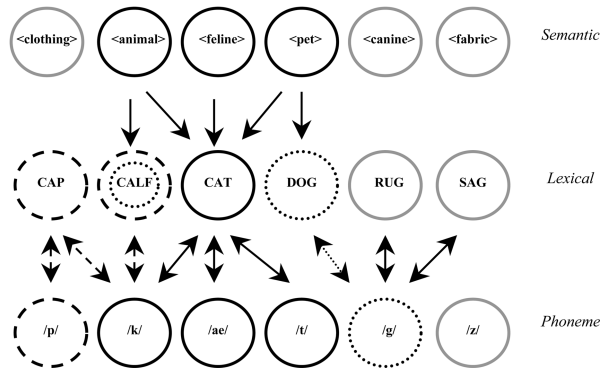 <clothing> <animal> <feline> <pet> <canine> <fabric> Semantic
CAP CALF CAT DOG RUG SAG Lexical
/p/ /k/ /ae/ /t/ /g/ /z/ Phoneme